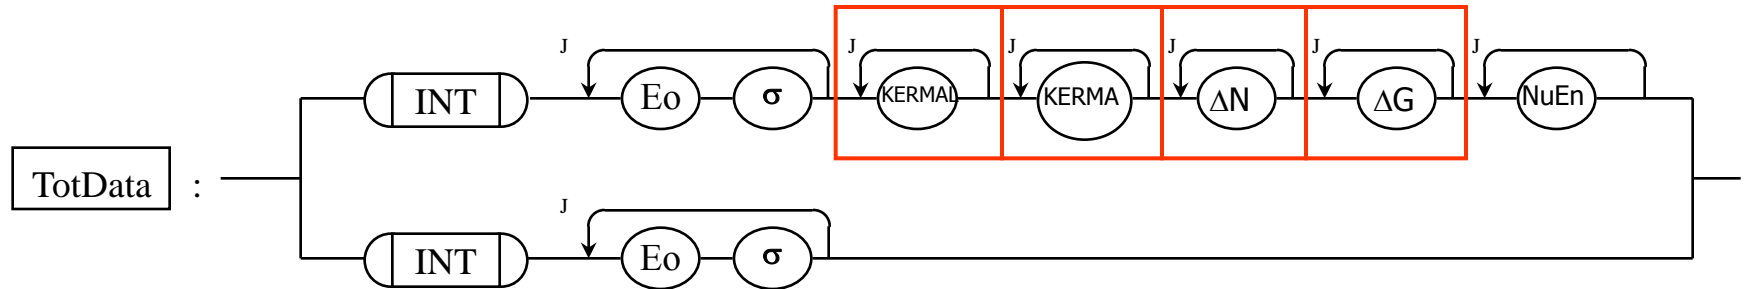 J J J J J J
INT Eo σ KERMAL KERMA ΔN ΔG NuEn
TotData :
J
INT Eo σ